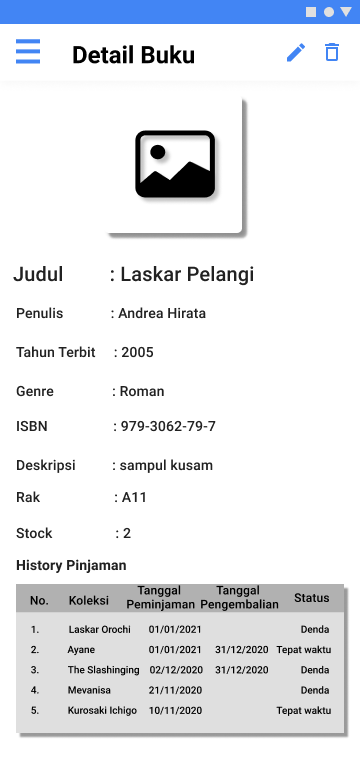 Detail Buku
Judul : Laskar Pelangi
Penulis : Andrea Hirata
Tahun Terbit : 2005
Genre : Roman
ISBN : 979-3062-79-7
Deskripsi : sampul kusam
Rak : A11
Stock : 2
History Pinjaman
No. Koleksi Tanggal Peminjaman Tanggal Pengembalian Status
1. Laskar Orochi 01/01/2021 Denda
2. Ayane 01/01/2021 31/12/2020 Tepat waktu
3. The Slashinging 02/12/2020 31/12/2020 Denda
4. Mevanisa 21/11/2020 Denda
5. Kurosaki Ichigo 10/11/2020 Tepat waktu